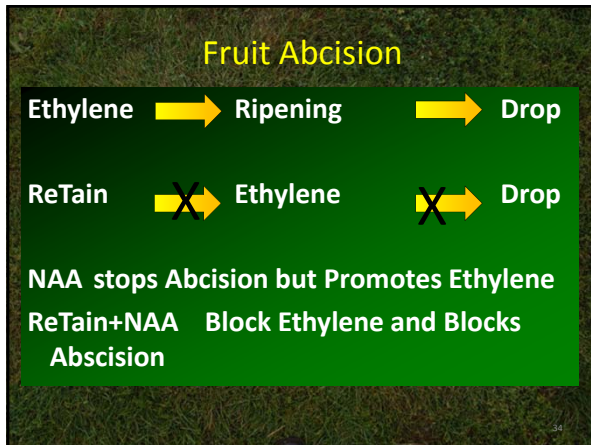 Fruit Abcision
Ethylene Ripening Drop
ReTain X Ethylene X Drop
NAA stops Abcision but Promotes Ethylene
ReTain+NAA Block Ethylene and Blocks
Abscision
34